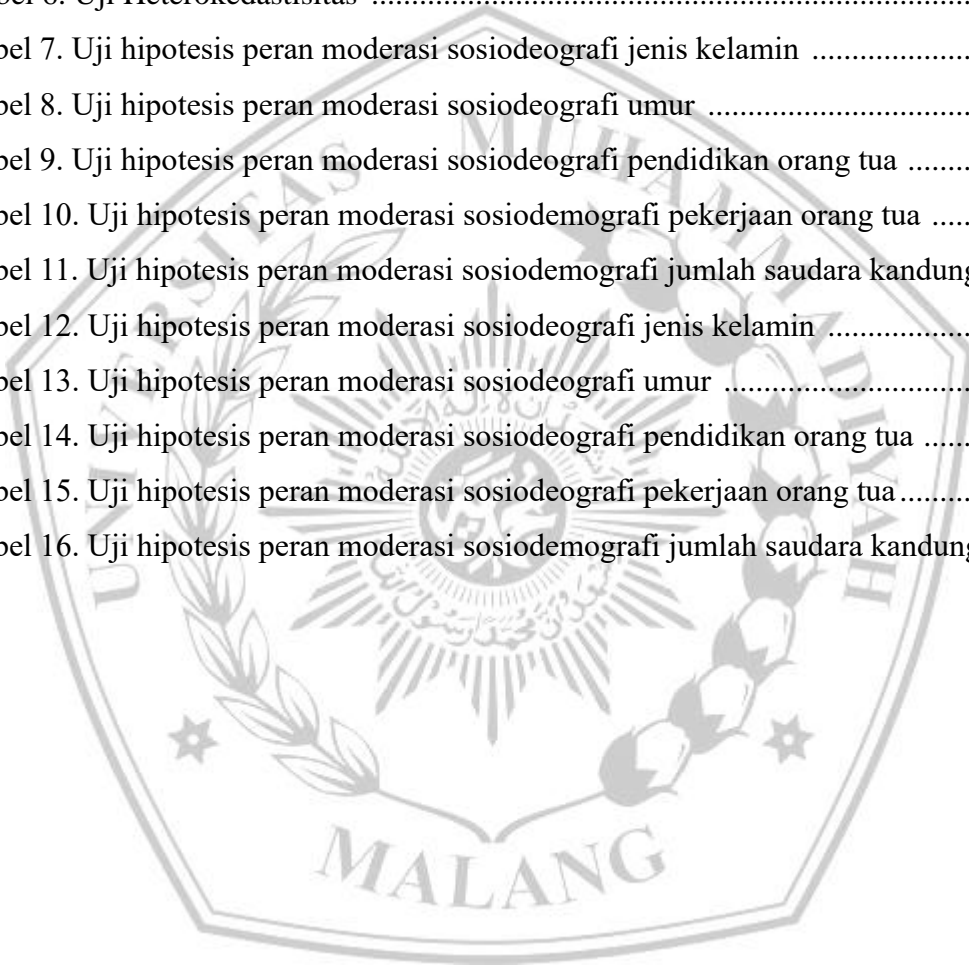 bel 6. Uji Heterokedastisitas ........................................................................
bel 7. Uji hipotesis peran moderasi sosiodeografi jenis kelamin ....................
bel 8. Uji hipotesis peran moderasi sosiodeografi umur .................................
bel 9. Uji hipotesis peran moderasi sosiodeografi pendidikan orang tua ........
bel 10. Uji hipotesis peran moderasi sosiodemografi pekerjaan orang tua .....
bel 11. Uji hipotesis peran moderasi sosiodemografi jumlah saudara kandung
bel 12. Uji hipotesis peran moderasi sosiodeografi jenis kelamin ..................
bel 13. Uji hipotesis peran moderasi sosiodeografi umur ...............................
bel 14. Uji hipotesis peran moderasi sosiodeografi pendidikan orang tua ......
bel 15. Uji hipotesis peran moderasi sosiodeografi pekerjaan orang tua.........
bel 16. Uji hipotesis peran moderasi sosiodemografi jumlah saudara kandung
UNIVERSITAS MUHAMMADIYAH
MALANG